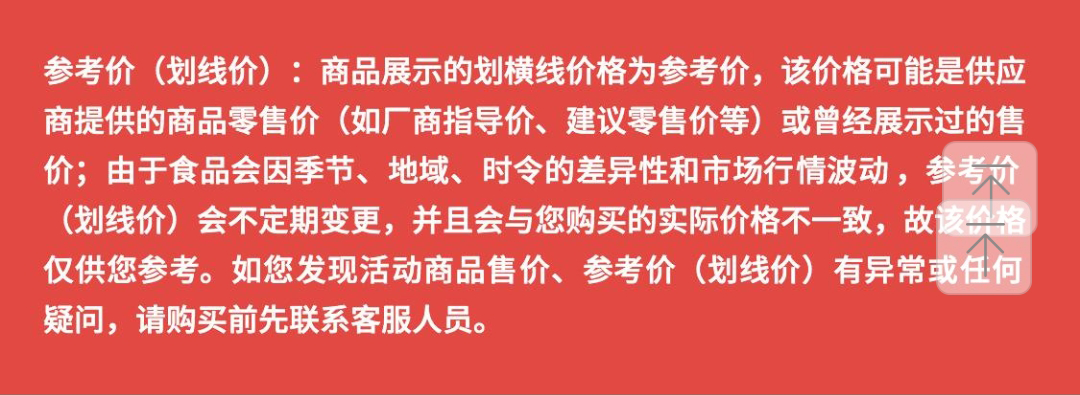 参考价（划线价）：商品展示的划横线价格为参考价，该价格可能是供应
商提供的商品零售价（如厂商指导价、建议零售价等）或曾经展示过的售
价；由于食品会因季节、地域、时令的差异性和市场行情波动，参考价
（划线价）会不定期变更，并且会与您购买的实际价格不一致，故该价格
仅供您参考。如您发现活动商品售价、参考价（划线价）有异常或任何
疑问，请购买前先联系客服人员。